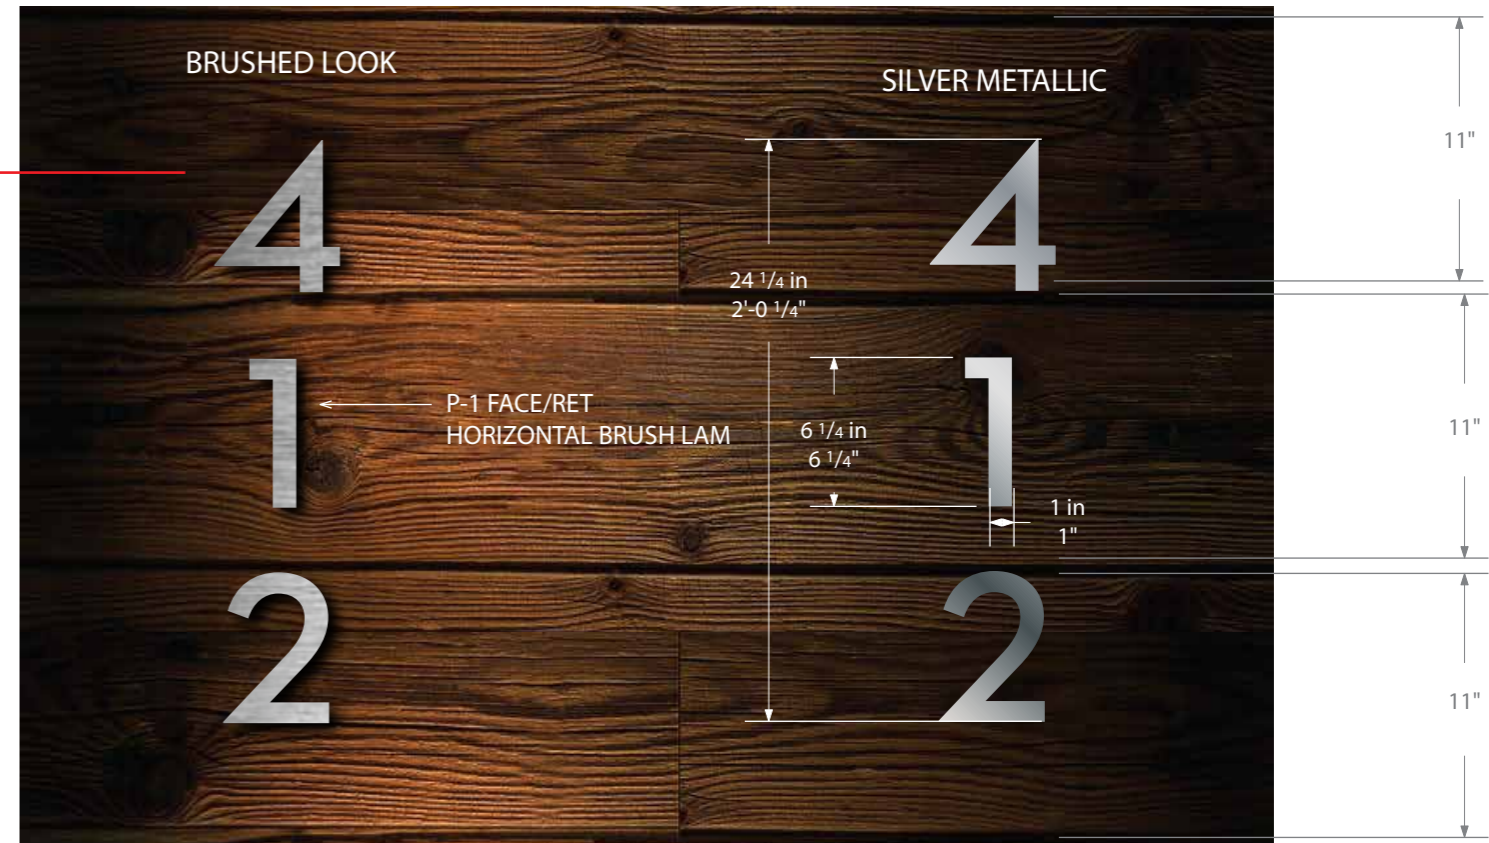 BRUSHED LOOK
SILVER METALLIC
11"
4
4
24 1/4 in
2'-0 1/4"
1
P-1 FACE/RET
HORIZONTAL BRUSH LAM
6 1/4 in
6 1/4"
1
11"
1 in
1"
2
2
11"